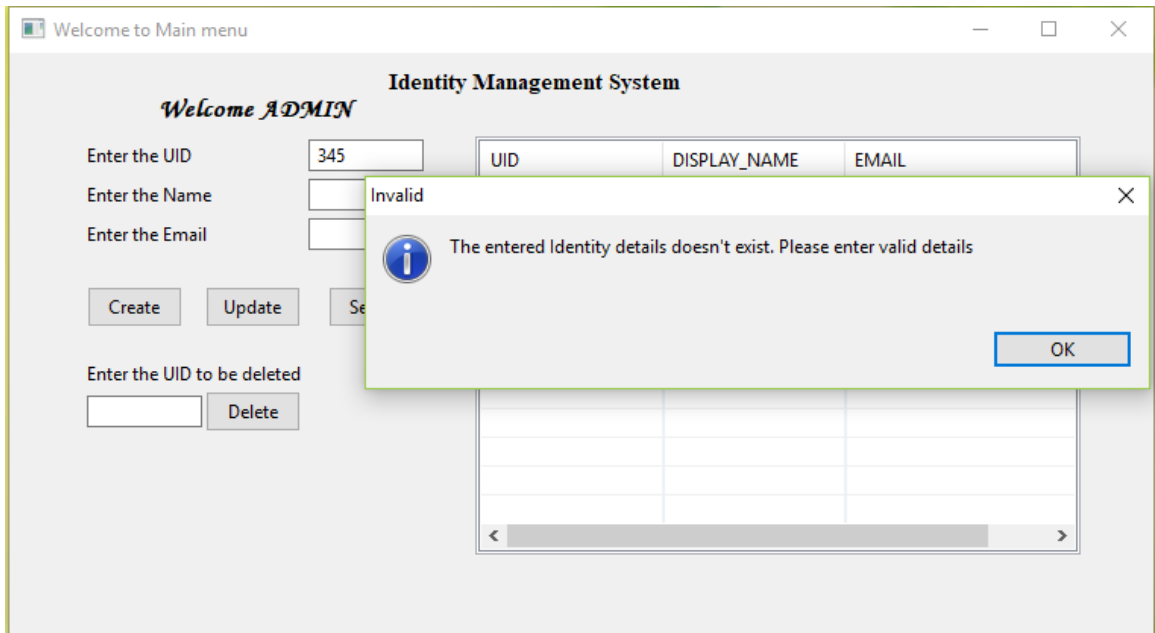 Welcome to Main menu
Identity Management System
Welcome ADMIN
Enter the UID 345
UID DISPLAY_NAME EMAIL
Enter the Name
Invalid
Enter the Email
The entered Identity details doesn't exist. Please enter valid details
Create Update Se
OK
Enter the UID to be deleted
Delete